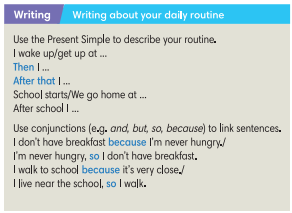 Writing Writing about your daily routine
Use the Present Simple to describe your routine.
I wake up/get up at ...
Then I ...
After that I ...
School starts/We go home at ...
After school I ...
Use conjunctions (e.g. and, but, so, because) to link sentences.
I don't have breakfast because I'm never hungry./
I'm never hungry, so I don't have breakfast.
I walk to school because it's very close./
I live near the school, so I walk.